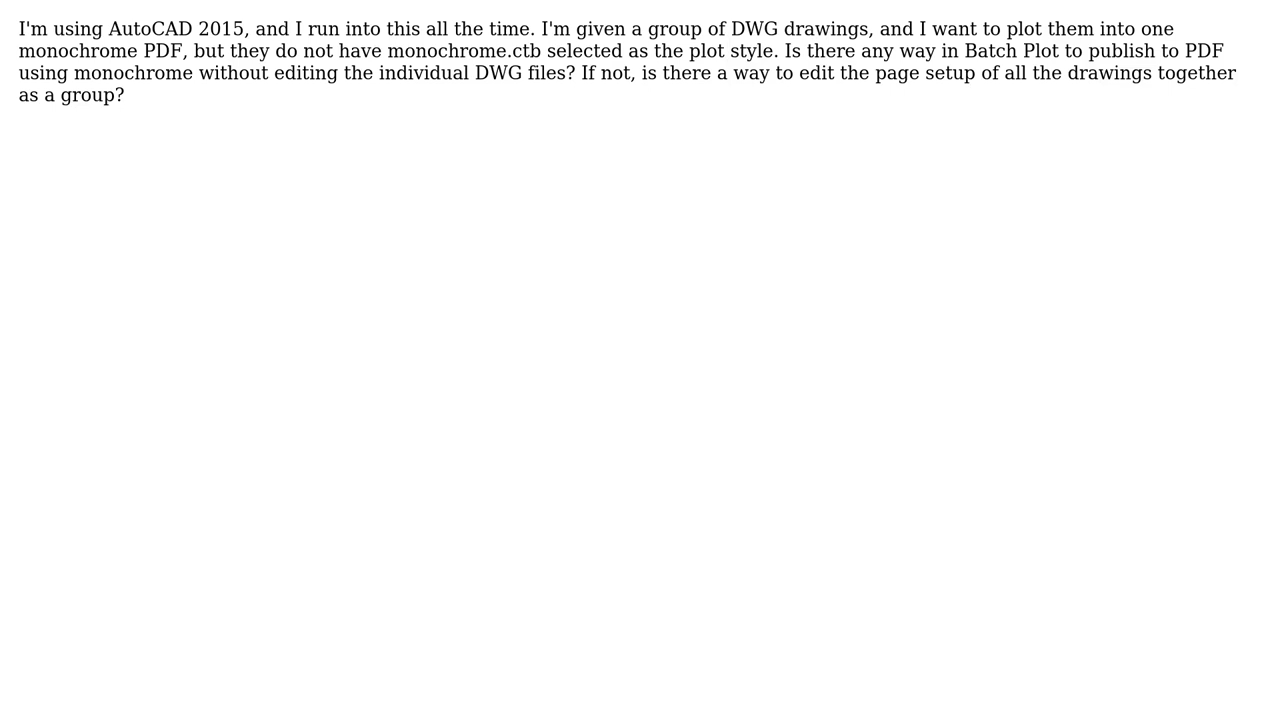 I'm using AutoCAD 2015, and I run into this all the time. I'm given a group of DWG drawings, and I want to plot them into one
monochrome PDF, but they do not have monochrome.ctb selected as the plot style. Is there any way in Batch Plot to publish to PDF
using monochrome without editing the individual DWG files? If not, is there a way to edit the page setup of all the drawings together
as a group?